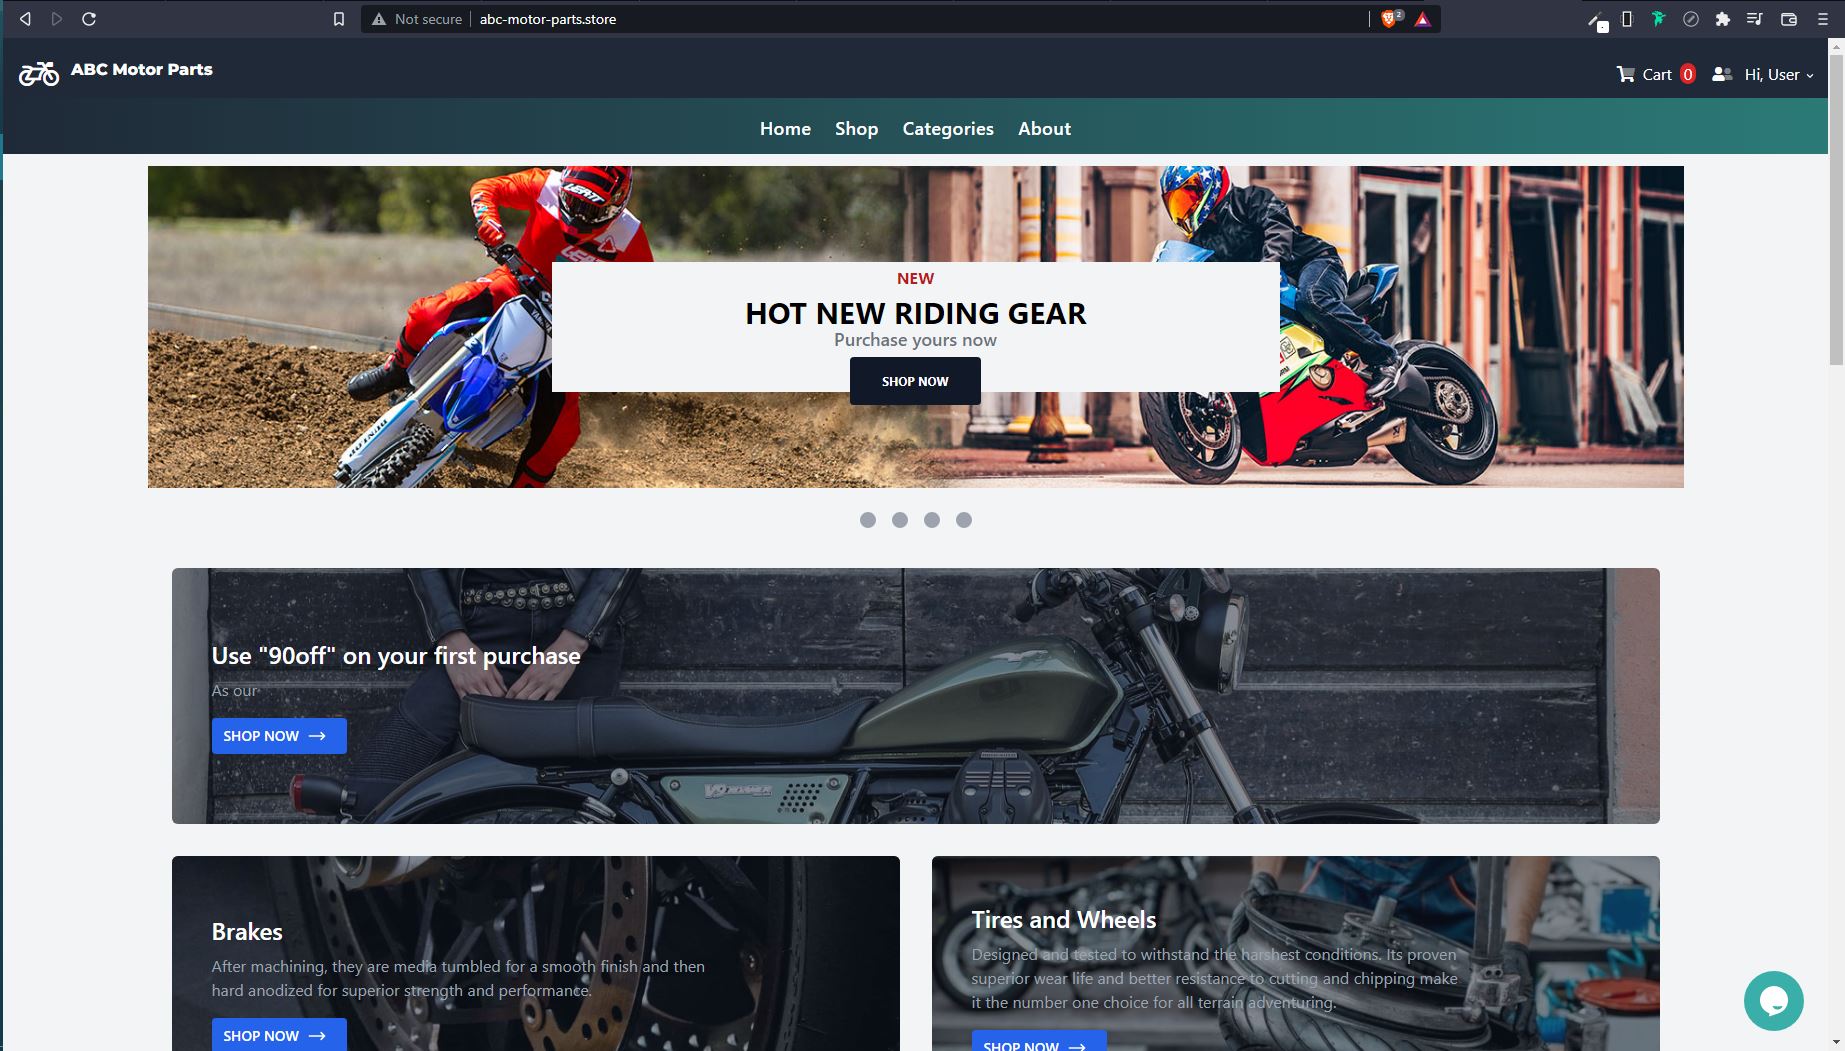 Not secure
abc-motor-parts.store
2
ABC Motor Parts
Cart 0
Hi, User
Home Shop Categories About
LEATT
YAMAHA
NEW
HOT NEW RIDING GEAR
Purchase yours now
SHOP NOW
Use "90off" on your first purchase
As our
SHOP NOW
Brakes
After machining, they are media tumbled for a smooth finish and then
hard anodized for superior strength and performance.
SHOP NOW
Tires and Wheels
Designed and tested to withstand the harshest conditions. Its proven
superior wear life and better resistance to cutting and chipping make
it the number one choice for all terrain adventuring.
SHOP NOW